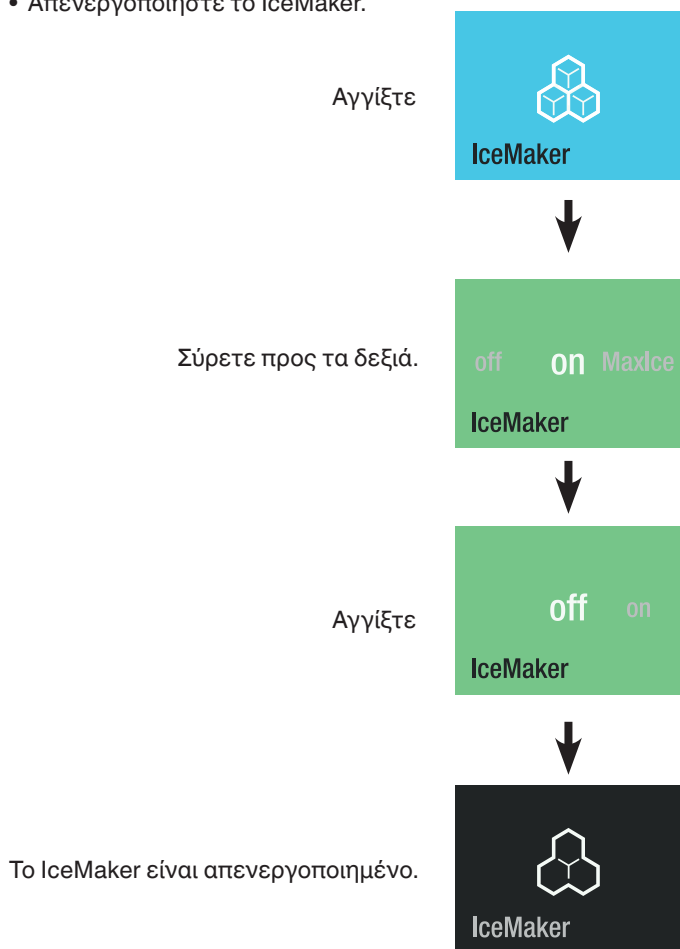 • Απενεργοποιήστε το IceMaker.
Αγγίξτε
IceMaker
Σύρετε προς τα δεξιά.
off on MaxIce
IceMaker
Αγγίξτε
off on
IceMaker
Το IceMaker είναι απενεργοποιημένο.
IceMaker